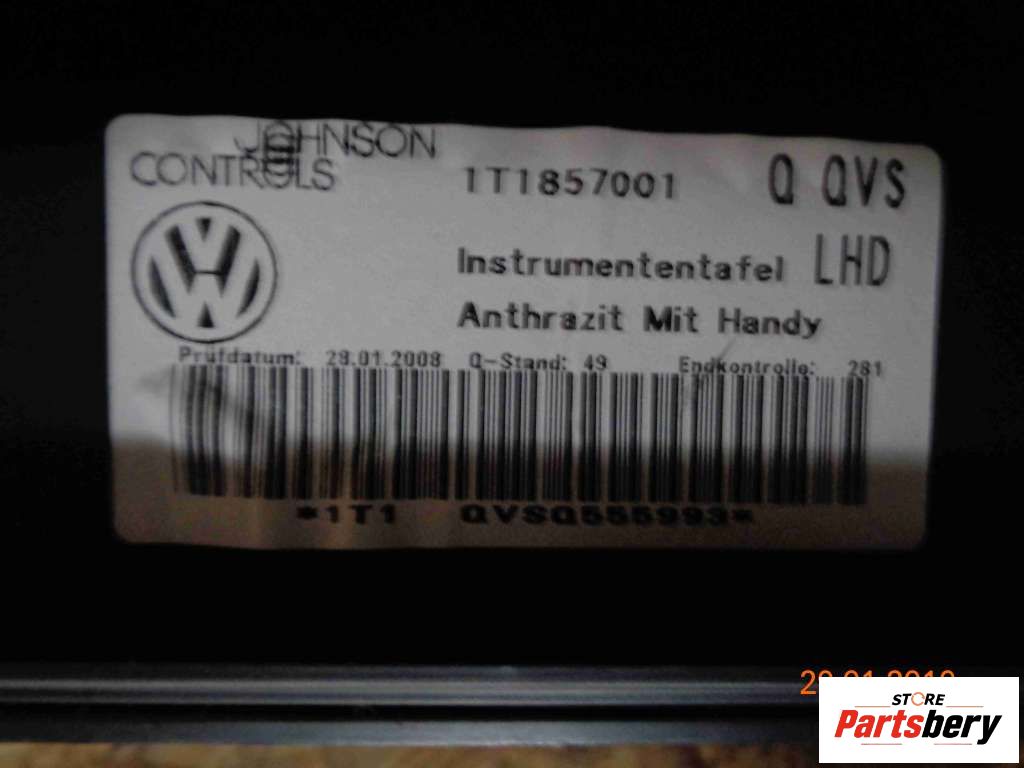 JOHNSON
CONTROLS
1T1857001 Q QVS
Instrumententafel LHD
Anthrazit Mit Handy
Prüfdatum: 28.01.2008 Q-Stand: 49 Endkontrolle: 281
*1T1 QVSQ555993*
STORE
Partsbery